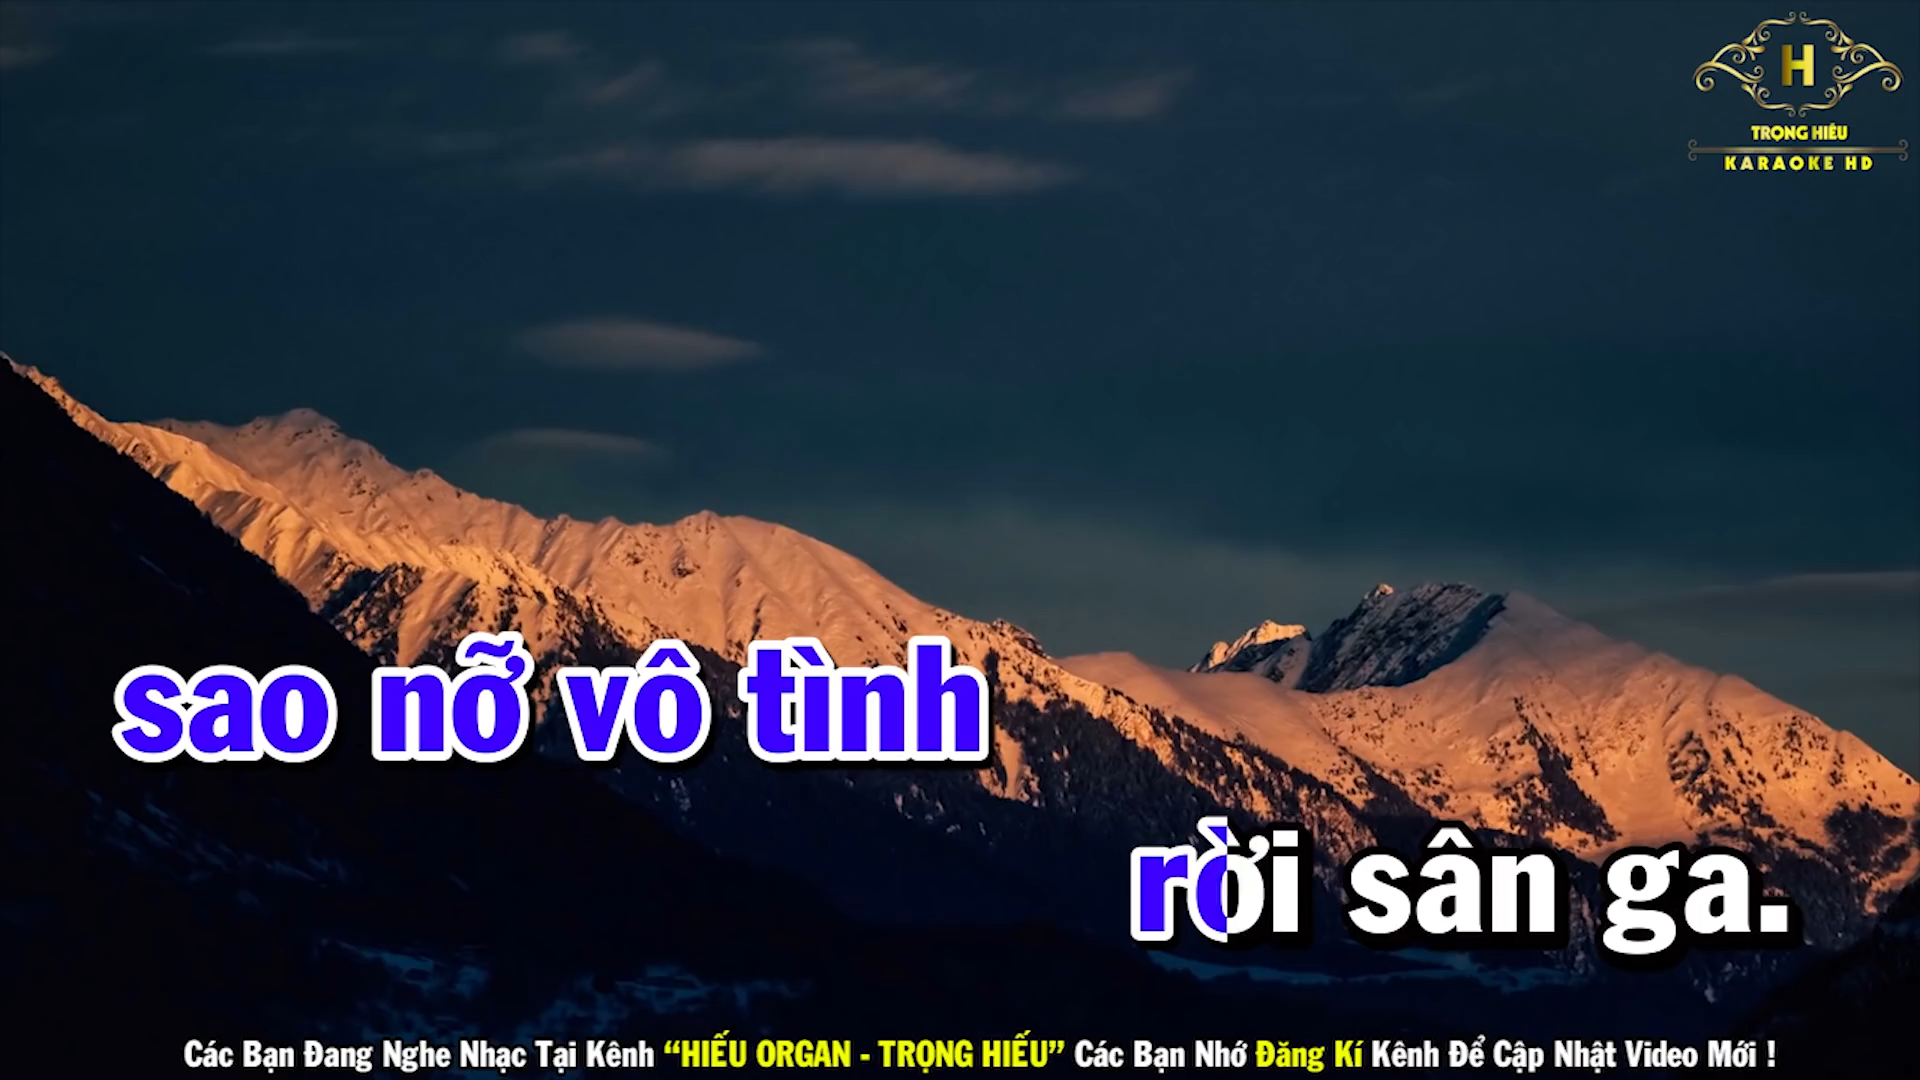 H
TRỌNG HIẾU
KARAOKE HD
sao nỡ vô tình
rời sân ga.
Các Bạn Đang Nghe Nhạc Tại Kênh “HIẾU ORGAN - TRỌNG HIẾU” Các Bạn Nhớ Đăng Kí Kênh Để Cập Nhật Video Mới !